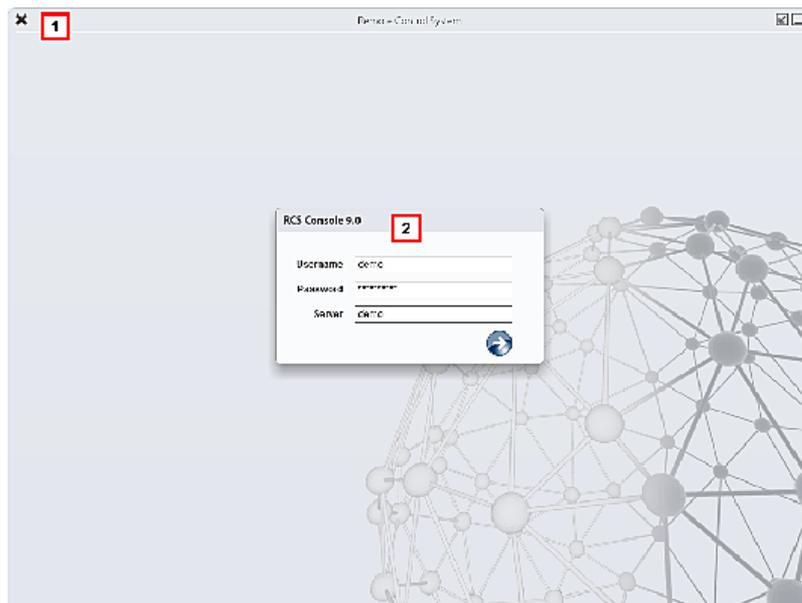 1
Remote Control System
RCS Console 9.0
2
Username demo
Password *********
Server demo